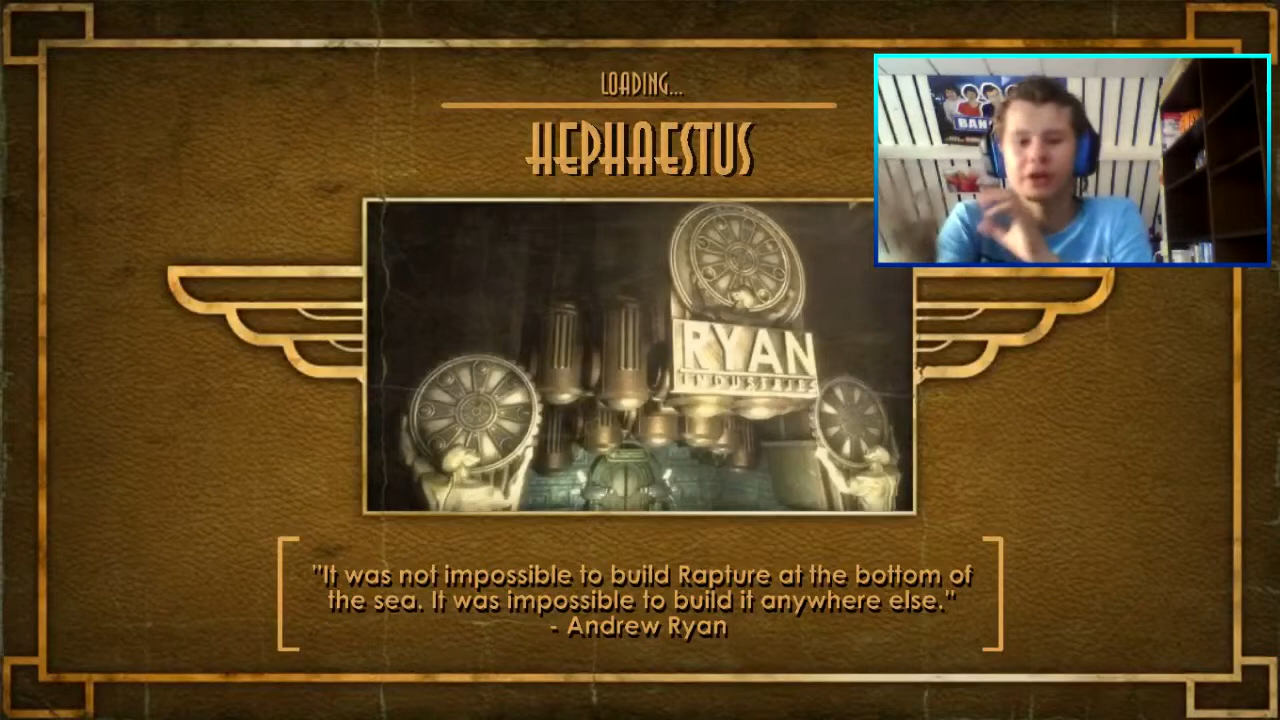 LOADING...
HEPHAESTUS
BAN
RYAN
INDUSTRIES
"It was not impossible to build Rapture at the bottom of
the sea. It was impossible to build it anywhere else."
- Andrew Ryan